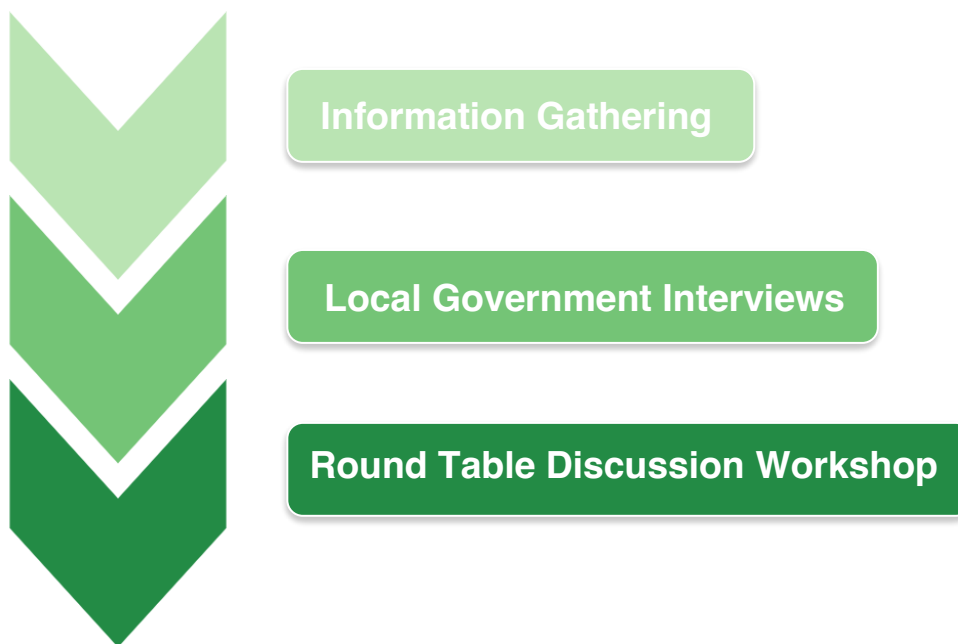 Information Gathering
Local Government Interviews
Round Table Discussion Workshop